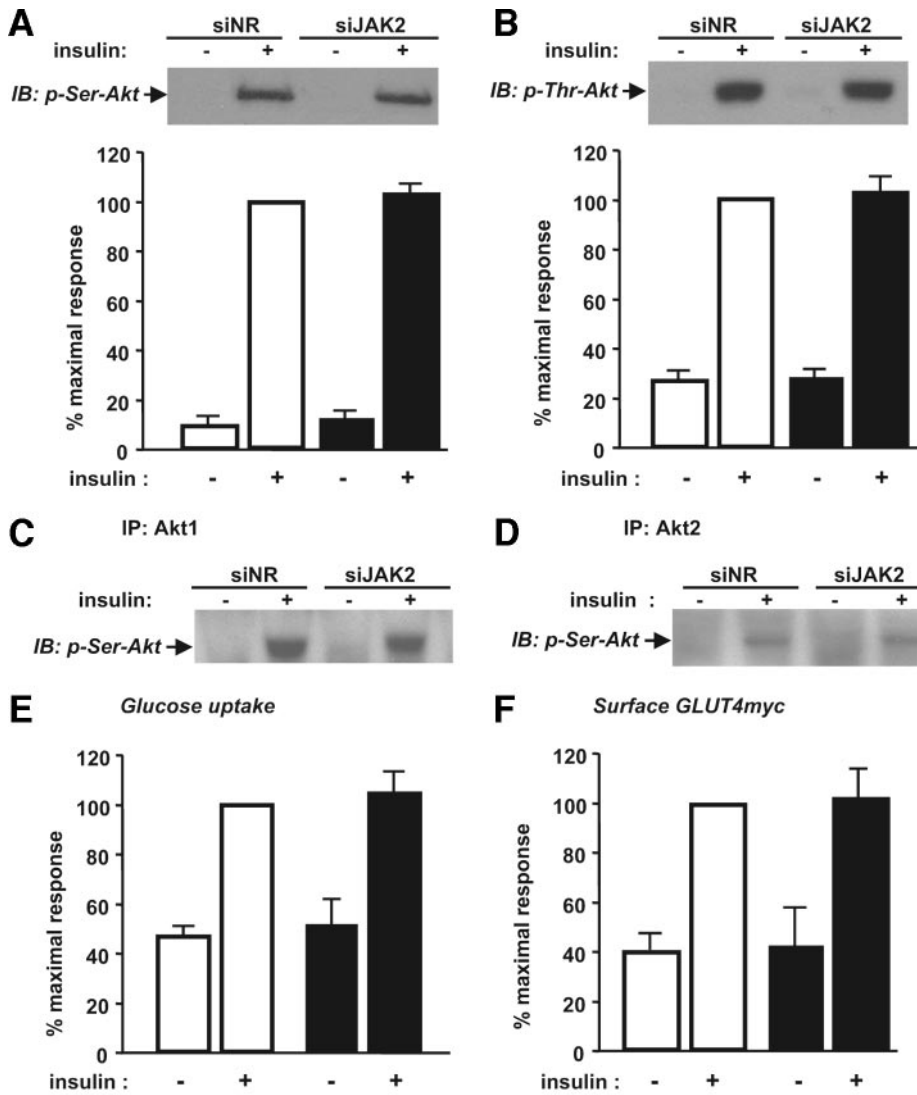 A
siNR siJAK2
insulin: - + - +
IB: p-Ser-Akt
120
100
80
60
40
20
0
% maximal response
insulin : - + - +
B
siNR siJAK2
insulin: - + - +
IB: p-Thr-Akt
120
100
80
60
40
20
0
% maximal response
insulin : - + - +
C
IP: Akt1
siNR siJAK2
insulin: - + - +
IB: p-Ser-Akt
D
IP: Akt2
siNR siJAK2
insulin : - + - +
IB: p-Ser-Akt
E
Glucose uptake
120
100
80
60
40
20
0
% maximal response
insulin : - + - +
F
Surface GLUT4myc
120
100
80
60
40
20
0
% maximal response
insulin : - + - +